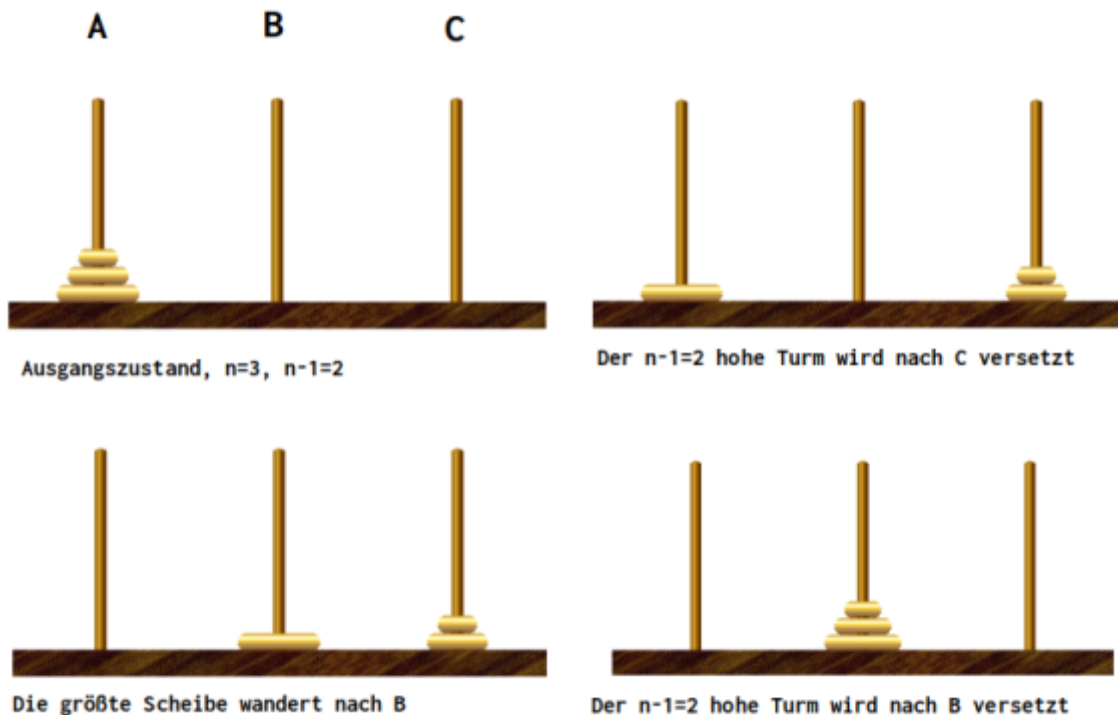 A B C
Ausgangszustand, n=3, n-1=2
Der n-1=2 hohe Turm wird nach C versetzt
Die größte Scheibe wandert nach B
Der n-1=2 hohe Turm wird nach B versetzt